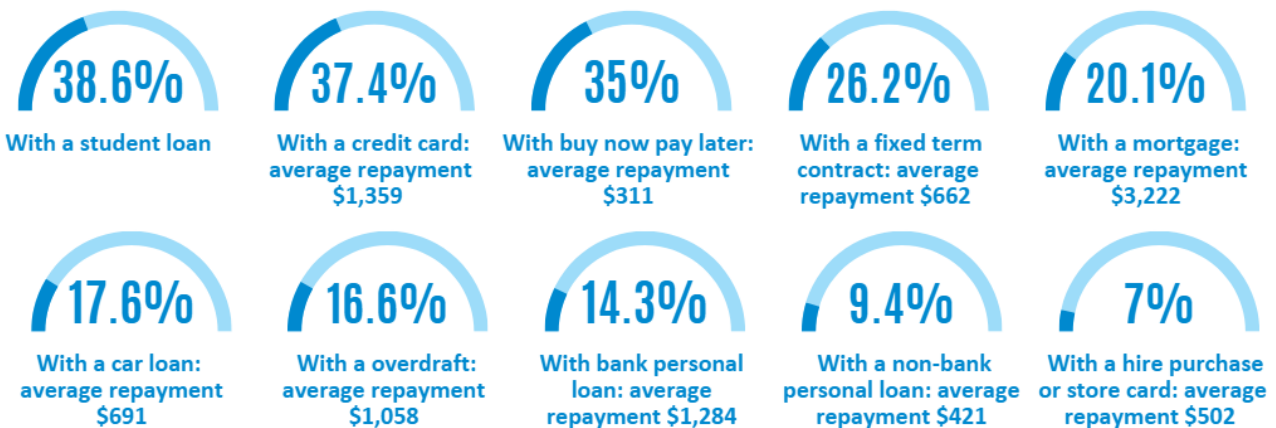 38.6%
With a student loan
37.4%
With a credit card:
average repayment
$1,359
35%
With buy now pay later:
average repayment
$311
26.2%
With a fixed term
contract: average
repayment $662
20.1%
With a mortgage:
average repayment
$3,222
17.6%
With a car loan:
average repayment
$691
16.6%
With a overdraft:
average repayment
$1,058
14.3%
With bank personal
loan: average
repayment $1,284
9.4%
With a non-bank
personal loan: average
repayment $421
7%
With a hire purchase
or store card: average
repayment $502